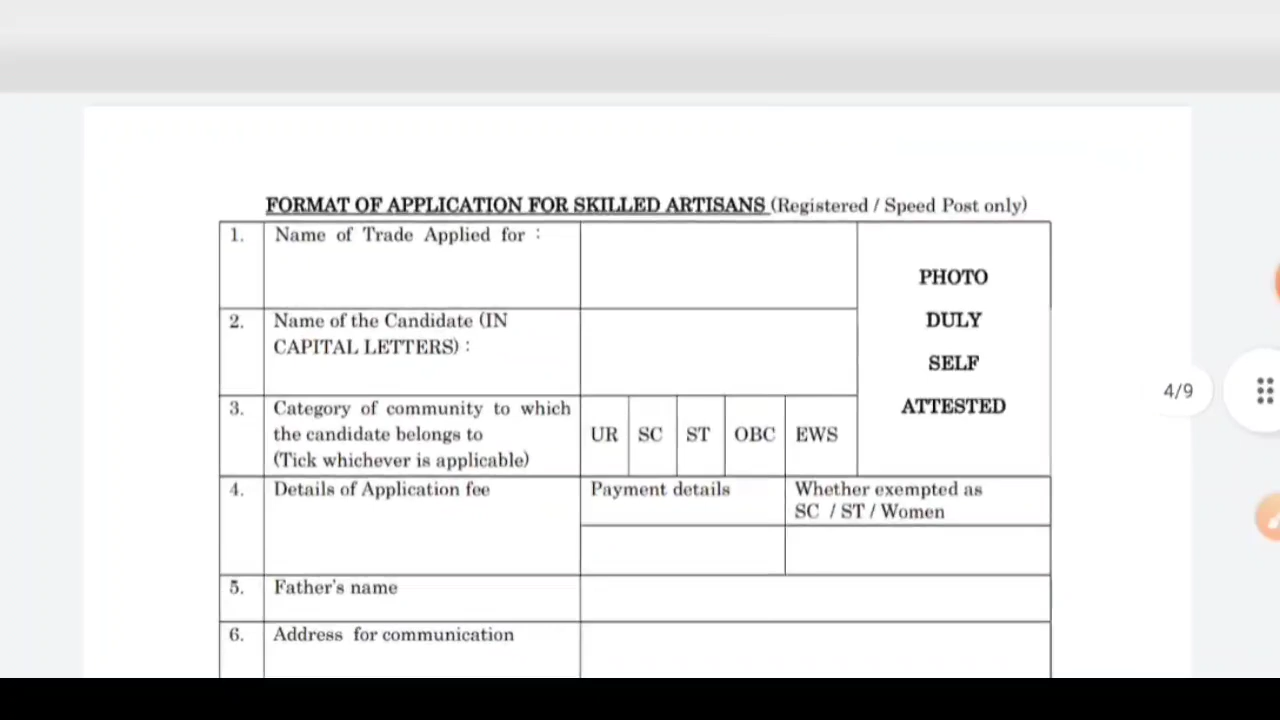 FORMAT OF APPLICATION FOR SKILLED ARTISANS (Registered / Speed Post only)
1. Name of Trade Applied for :
PHOTO
DULY
SELF
ATTESTED
2. Name of the Candidate (IN
CAPITAL LETTERS) :
3. Category of community to which
the candidate belongs to
(Tick whichever is applicable)
UR SC ST OBC EWS
4. Details of Application fee
Payment details
Whether exempted as
SC / ST / Women
5. Father's name
6. Address for communication
4/9